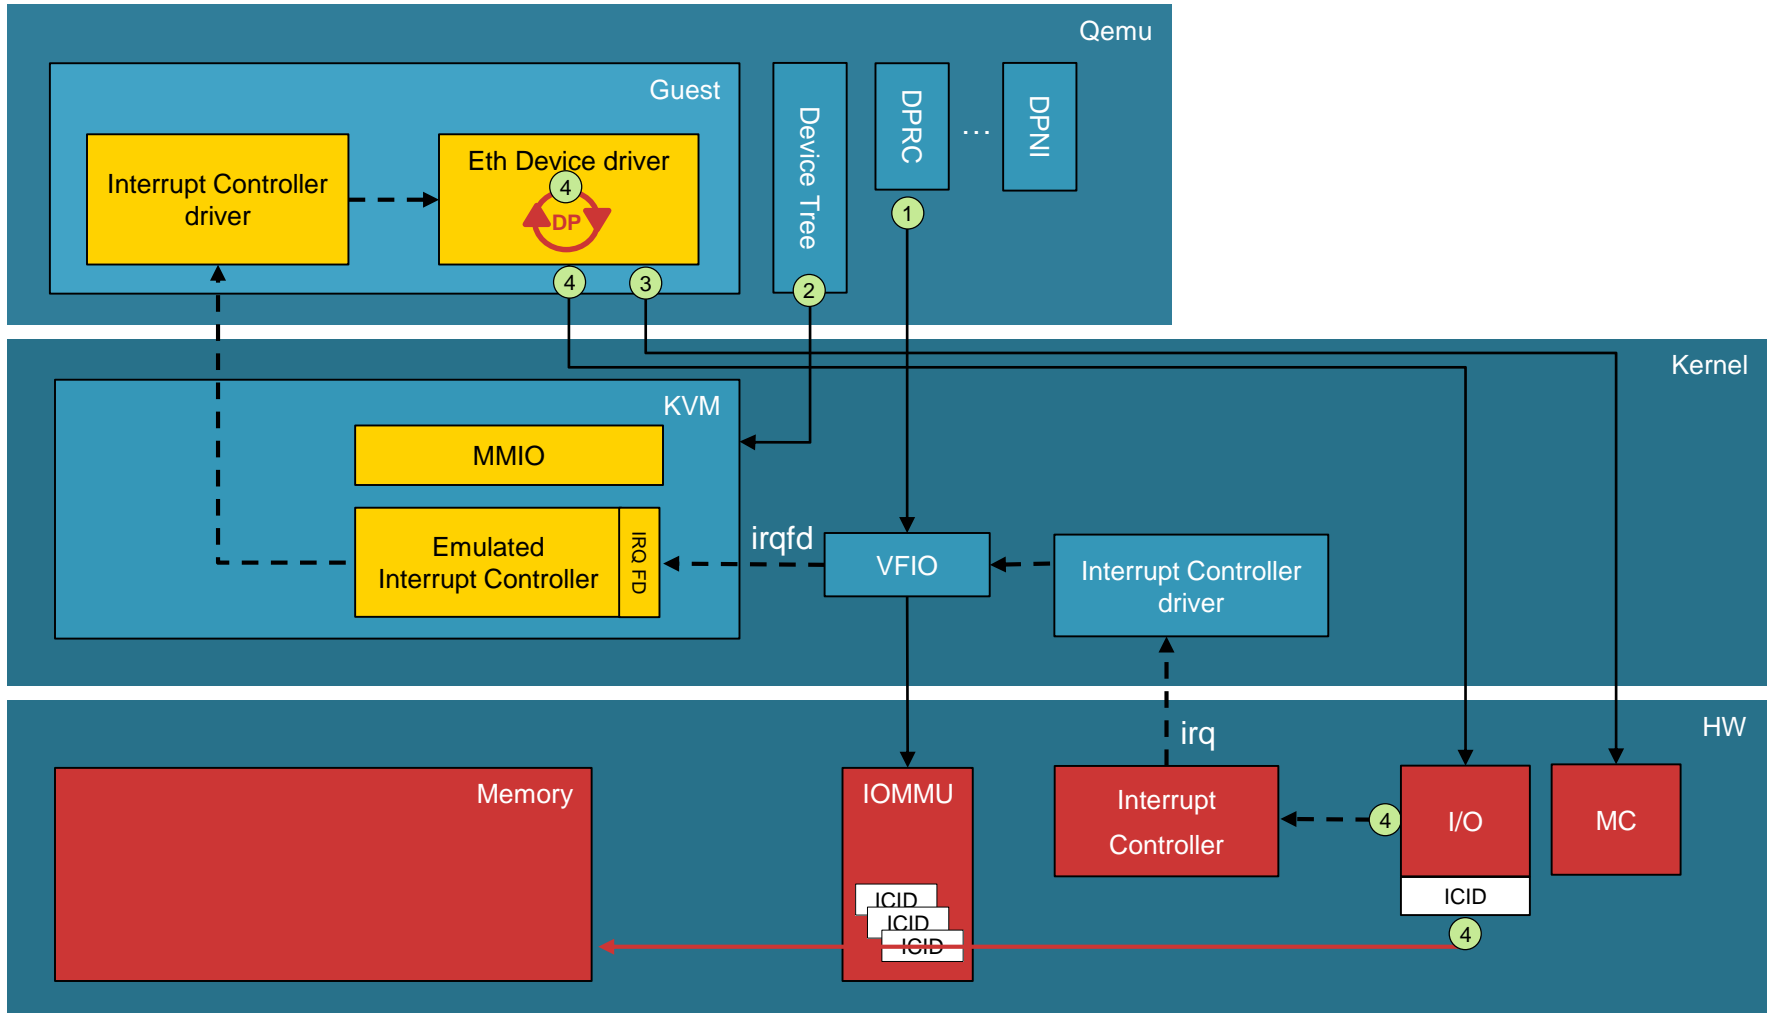 Qemu
Guest
Interrupt Controller
driver
Eth Device driver
4
DP
4
3
Device Tree
2
DPRC
1
...
DPNI
Kernel
KVM
MMIO
Emulated
Interrupt Controller
IRQ FD
irqfd
VFIO
Interrupt Controller
driver
HW
irq
Memory
IOMMU
ICID
ICID
ICID
Interrupt
Controller
4
I/O
ICID
4
MC